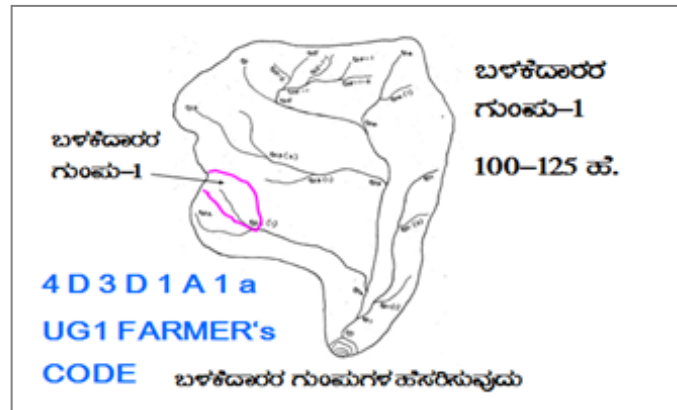 ಬಳಕೆದಾರರ
ಗುಂಪು–1
100–125 ಹೆ.
ಬಳಕೆದಾರರ
ಗುಂಪು–1
4 D 3 D 1 A 1 a
UG1 FARMER's
CODE
ಬಳಕೆದಾರರ ಗುಂಪುಗಳ ಹೆಸರಿಸುವುದು